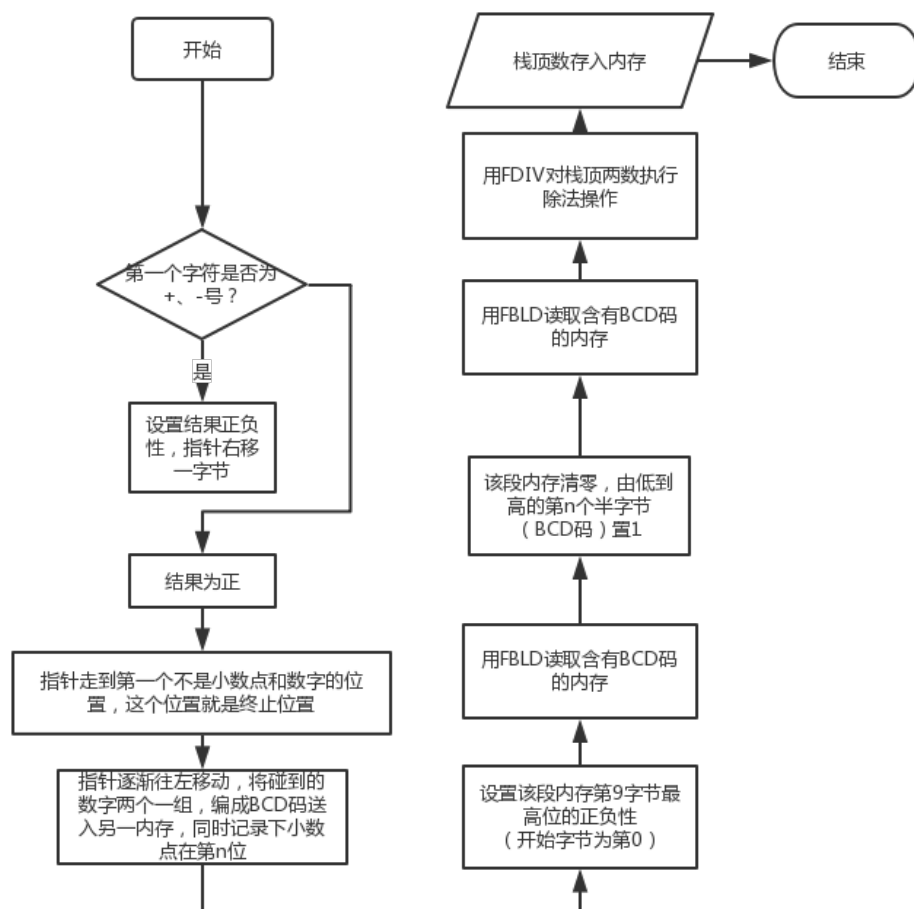 开始
第一个字符是否为
+、-号？
是
设置结果正负
性，指针右移
一字节
结果为正
指针走到第一个不是小数点和数字的位
置，这个位置就是终止位置
指针逐渐往左移动，将碰到的
数字两个一组，编成BCD码送
入另一内存，同时记录下小数
点在第n位
设置该段内存第9字节最
高位的正负性
（开始字节为第0）
用FBLD读取含有BCD码
的内存
该段内存清零，由低到
高的第n个半字节
（BCD码）置1
用FBLD读取含有BCD码
的内存
用FDIV对栈顶两数执行
除法操作
栈顶数存入内存
结束